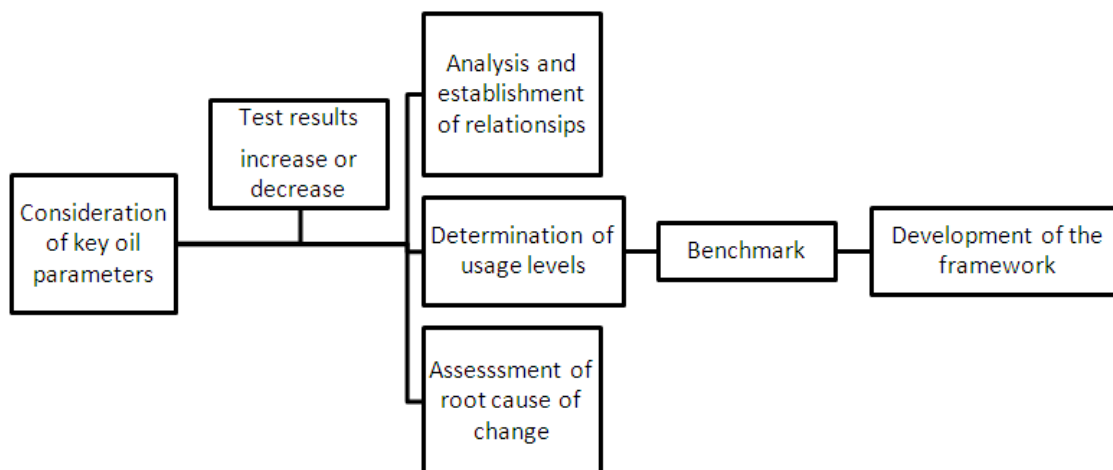 Consideration
of key oil
parameters
Test results
increase or
decrease
Analysis and
establishment
of relationsips
Determination of
usage levels
Assesssment of
root cause of
change
Benchmark
Development of the
framework